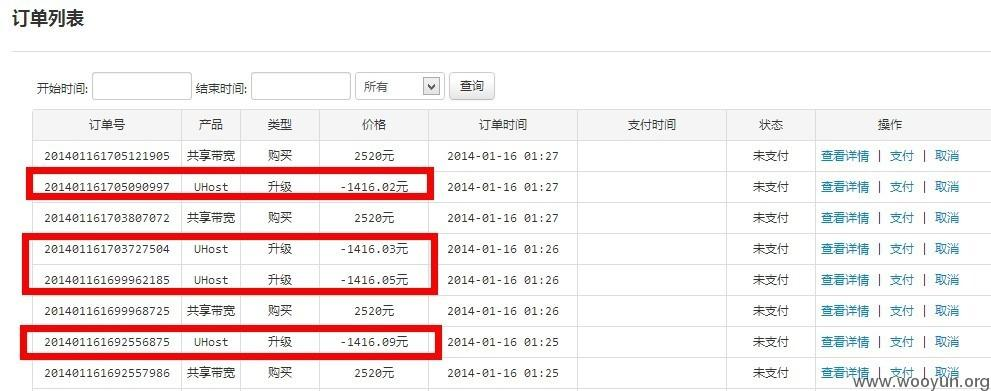 订单列表
开始时间: 结束时间: 所有 查询
订单号 产品 类型 价格 订单时间 支付时间 状态 操作
201401161705121905 共享带宽 购买 2520元 2014-01-16 01:27 未支付 查看详情 | 支付 | 取消
201401161705090997 UHost 升级 -1416.02元 2014-01-16 01:27 未支付 查看详情 | 支付 | 取消
201401161703807072 共享带宽 购买 2520元 2014-01-16 01:27 未支付 查看详情 | 支付 | 取消
201401161703727504 UHost 升级 -1416.03元 2014-01-16 01:26 未支付 查看详情 | 支付 | 取消
201401161699962185 UHost 升级 -1416.05元 2014-01-16 01:26 未支付 查看详情 | 支付 | 取消
201401161699968725 共享带宽 购买 2520元 2014-01-16 01:26 未支付 查看详情 | 支付 | 取消
201401161692556875 UHost 升级 -1416.09元 2014-01-16 01:25 未支付 查看详情 | 支付 | 取消
201401161692557986 共享带宽 购买 2520元 2014-01-16 01:25 未支付 查看详情 | 支付 | 取消
www.wooyun.org